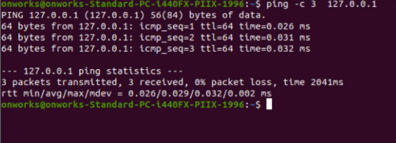 onworks@onworks-Standard-PC-i440FX-PIIX-1996:~$ ping -c 3  127.0.0.1
PING 127.0.0.1 (127.0.0.1) 56(84) bytes of data.
64 bytes from 127.0.0.1: icmp_seq=1 ttl=64 time=0.026 ms
64 bytes from 127.0.0.1: icmp_seq=2 ttl=64 time=0.031 ms
64 bytes from 127.0.0.1: icmp_seq=3 ttl=64 time=0.032 ms
--- 127.0.0.1 ping statistics ---
3 packets transmitted, 3 received, 0% packet loss, time 2041ms
rtt min/avg/max/mdev = 0.026/0.029/0.032/0.002 ms
onworks@onworks-Standard-PC-i440FX-PIIX-1996:~$